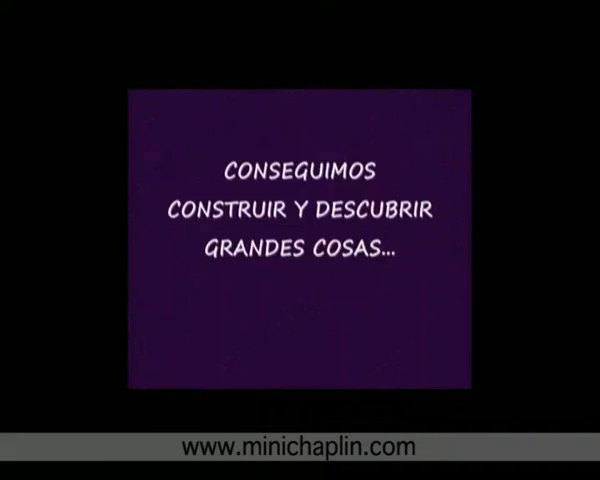 CONSEGUIMOS
CONSTRUIR Y DESCUBRIR
GRANDES COSAS...
www.minichaplin.com